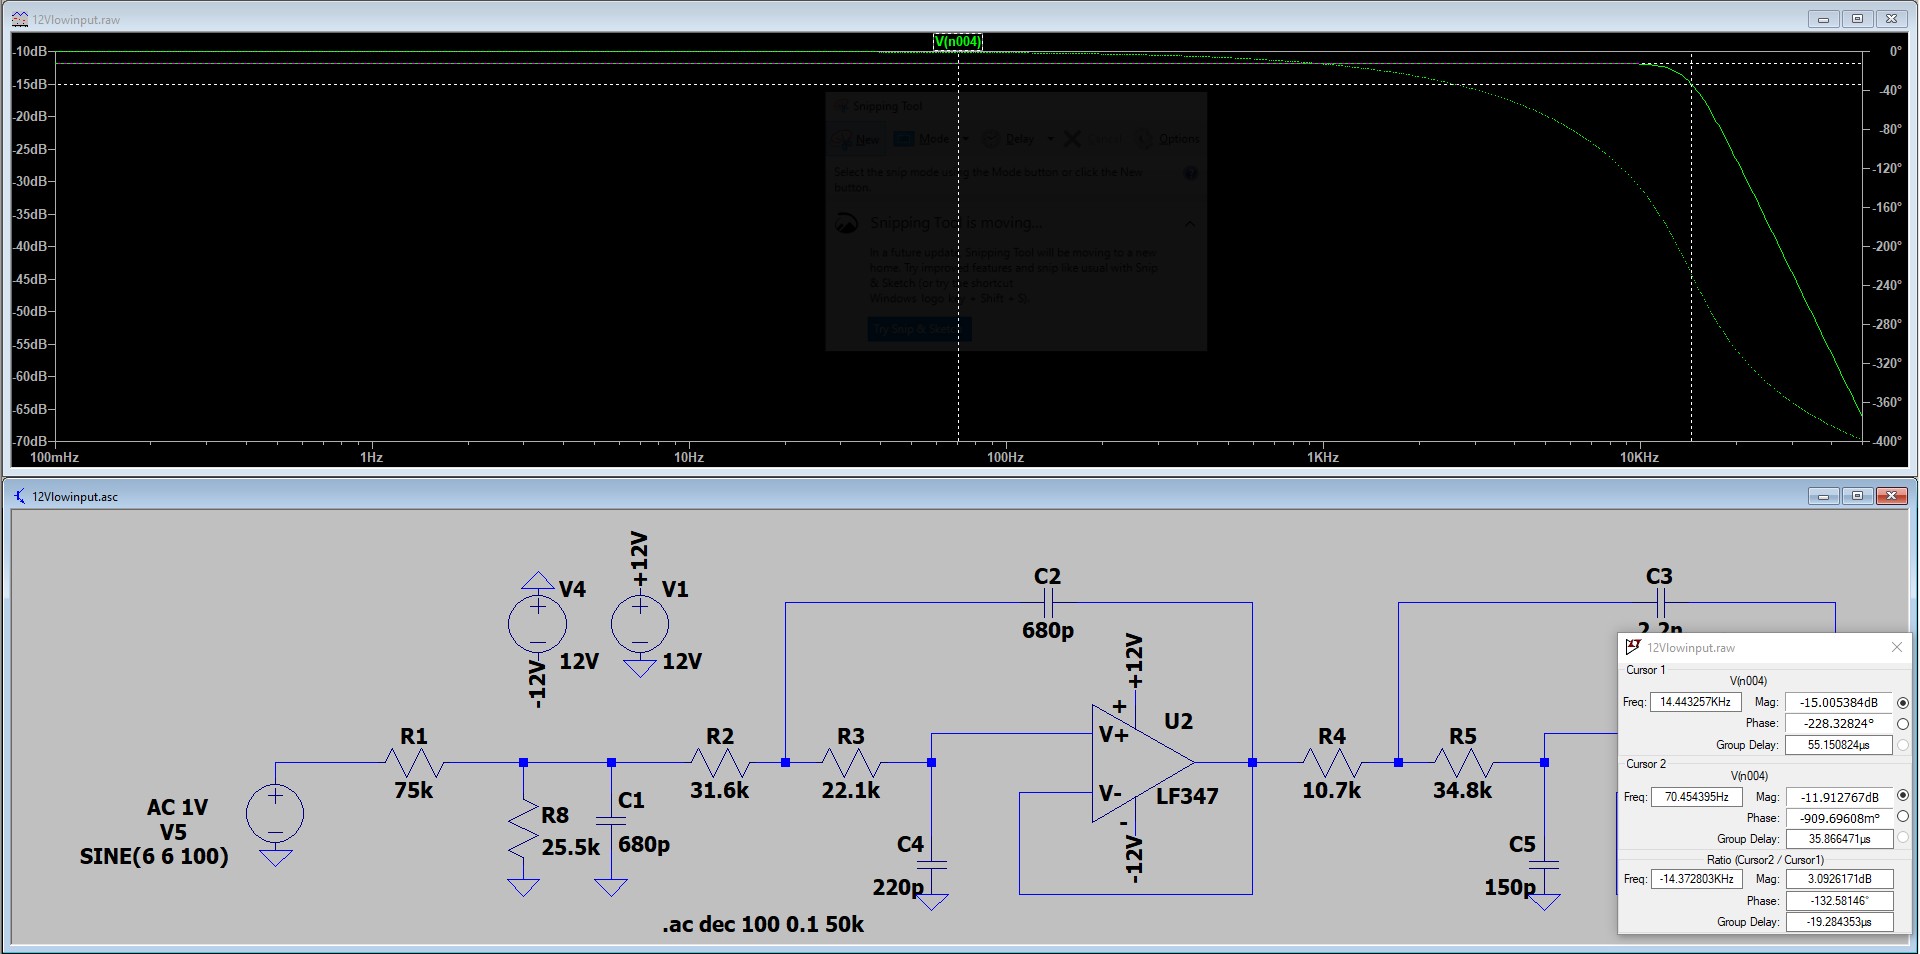 12Vlowinput.raw
V(n004)
-10dB
-15dB
-20dB
-25dB
-30dB
-35dB
-40dB
-45dB
-50dB
-55dB
-60dB
-65dB
-70dB
0°
-40°
-80°
-120°
-160°
-200°
-240°
-280°
-320°
-360°
-400°
100mHz 1Hz 10Hz 100Hz 1KHz 10KHz
Snipping Tool
New Mode Delay Options
Select the snip mode using the Mode button or click the New
button.
Snipping Tool is moving...
In a future update, Snipping Tool will be moving to a new
home. Try improved features and snip like usual with Snip
& Sketch (or try the shortcut
Windows logo key + Shift + S).
Try Snip & Sketch
12Vlowinput.asc
V4
12V
-12V
+12V
V1
12V
C2
680p
C3
2.2n
R1
75k
R2
31.6k
R3
22.1k
+12V
+
V+
V-
-
-12V
U2
LF347
R4
10.7k
R5
34.8k
AC 1V
V5
SINE(6 6 100)
R8
25.5k
C1
680p
C4
220p
C5
150p
.ac dec 100 0.1 50k
12Vlowinput.raw
Cursor 1
V(n004)
Freq: 14.443257KHz Mag: -15.005384dB
Phase: -228.32824°
Group Delay: 55.150824µs
Cursor 2
V(n004)
Freq: 70.454395Hz Mag: -11.912767dB
Phase: -909.69608m°
Group Delay: 35.866471µs
Ratio (Cursor2 / Cursor1)
Freq: -14.372803KHz Mag: 3.0926171dB
Phase: -132.58146°
Group Delay: -19.284353µs